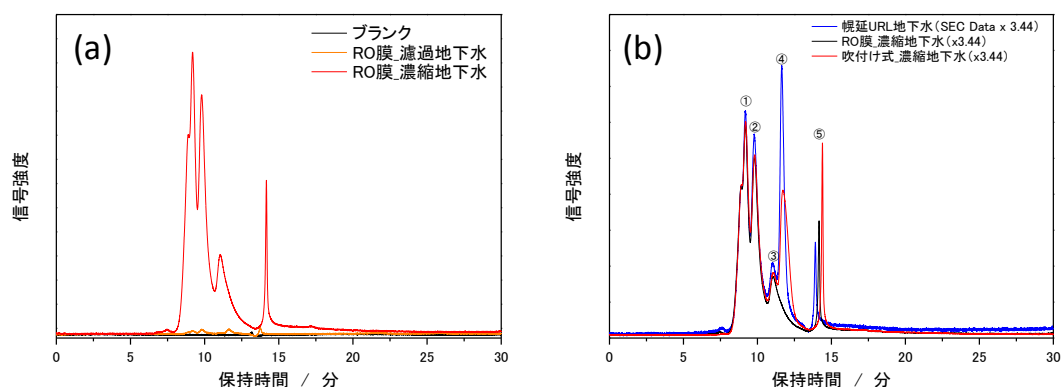 (a)
ブランク
RO膜_濾過地下水
RO膜_濃縮地下水
信号強度
0 5 10 15 20 25 30
保持時間 / 分
(b)
幌延URL地下水(SEC Data x 3.44)
RO膜_濃縮地下水(x3.44)
吹付け式_濃縮地下水(x3.44)
① ② ③ ④ ⑤
信号強度
0 5 10 15 20 25 30
保持時間 / 分